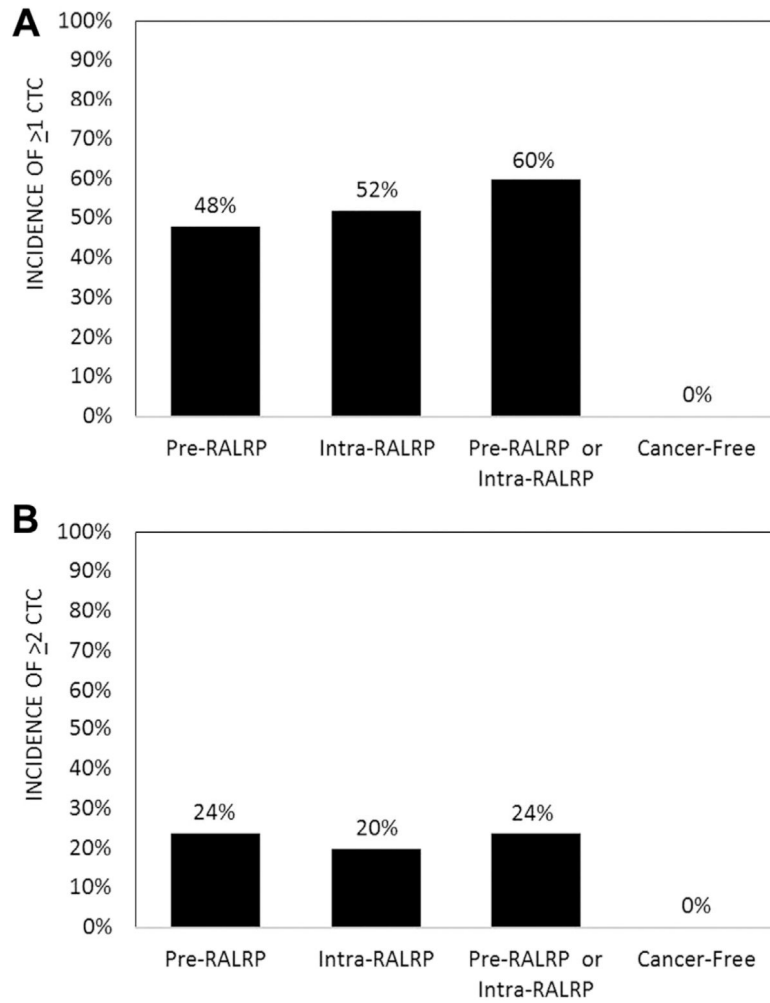 A
INCIDENCE OF ≥1 CTC
100%
90%
80%
70%
60%
50%
40%
30%
20%
10%
0%
48%
52%
60%
0%
Pre-RALRP
Intra-RALRP
Pre-RALRP or
Intra-RALRP
Cancer-Free
B
INCIDENCE OF ≥2 CTC
100%
90%
80%
70%
60%
50%
40%
30%
20%
10%
0%
24%
20%
24%
0%
Pre-RALRP
Intra-RALRP
Pre-RALRP or
Intra-RALRP
Cancer-Free